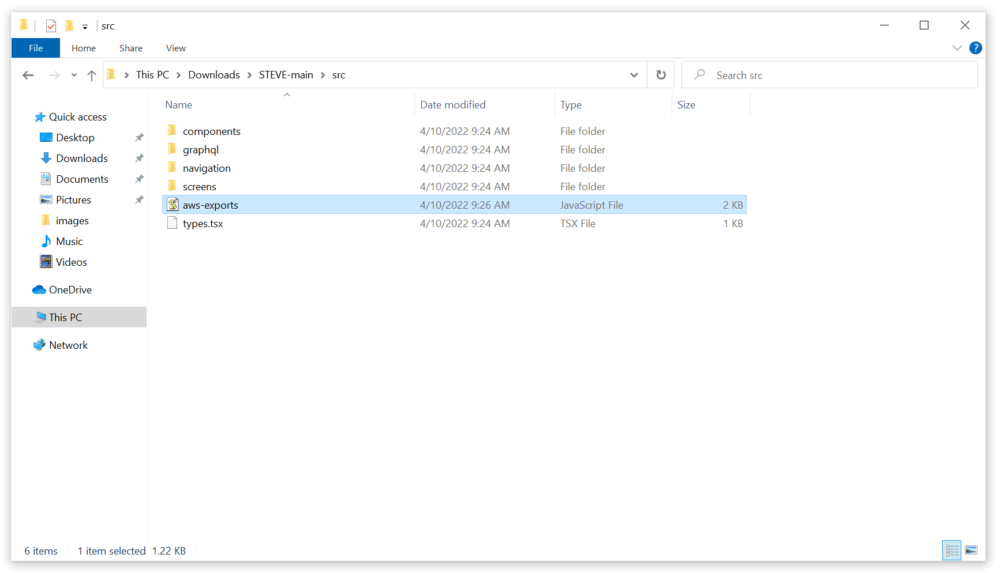 src
File Home Share View
?
This PC Downloads STEVE-main src
Search src
Name Date modified Type Size
Quick access
Desktop
Downloads
Documents
Pictures
images
Music
Videos
OneDrive
This PC
Network
components 4/10/2022 9:24 AM File folder
graphql 4/10/2022 9:24 AM File folder
navigation 4/10/2022 9:24 AM File folder
screens 4/10/2022 9:24 AM File folder
aws-exports 4/10/2022 9:26 AM JavaScript File 2 KB
types.tsx 4/10/2022 9:24 AM TSX File 1 KB
6 items 1 item selected 1.22 KB